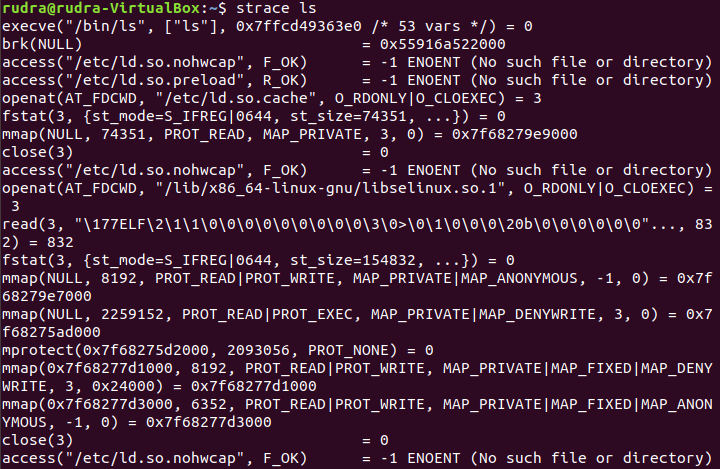 rudra@rudra-VirtualBox:~$ strace ls
execve("/bin/ls", ["ls"], 0x7ffcd49363e0 /* 53 vars */) = 0
brk(NULL)                               = 0x55916a522000
access("/etc/ld.so.nohwcap", F_OK)      = -1 ENOENT (No such file or directory)
access("/etc/ld.so.preload", R_OK)      = -1 ENOENT (No such file or directory)
openat(AT_FDCWD, "/etc/ld.so.cache", O_RDONLY|O_CLOEXEC) = 3
fstat(3, {st_mode=S_IFREG|0644, st_size=74351, ...}) = 0
mmap(NULL, 74351, PROT_READ, MAP_PRIVATE, 3, 0) = 0x7f68279e9000
close(3)                                = 0
access("/etc/ld.so.nohwcap", F_OK)      = -1 ENOENT (No such file or directory)
openat(AT_FDCWD, "/lib/x86_64-linux-gnu/libselinux.so.1", O_RDONLY|O_CLOEXEC) =
 3
read(3, "\177ELF\2\1\1\0\0\0\0\0\0\0\0\0\3\0>\0\1\0\0\0\20b\0\0\0\0\0\0"..., 83
2) = 832
fstat(3, {st_mode=S_IFREG|0644, st_size=154832, ...}) = 0
mmap(NULL, 8192, PROT_READ|PROT_WRITE, MAP_PRIVATE|MAP_ANONYMOUS, -1, 0) = 0x7f
68279e7000
mmap(NULL, 2259152, PROT_READ|PROT_EXEC, MAP_PRIVATE|MAP_DENYWRITE, 3, 0) = 0x7
f68275ad000
mprotect(0x7f68275d2000, 2093056, PROT_NONE) = 0
mmap(0x7f68277d1000, 8192, PROT_READ|PROT_WRITE, MAP_PRIVATE|MAP_FIXED|MAP_DENY
WRITE, 3, 0x24000) = 0x7f68277d1000
mmap(0x7f68277d3000, 6352, PROT_READ|PROT_WRITE, MAP_PRIVATE|MAP_FIXED|MAP_ANON
YMOUS, -1, 0) = 0x7f68277d3000
close(3)                                = 0
access("/etc/ld.so.nohwcap", F_OK)      = -1 ENOENT (No such file or directory)